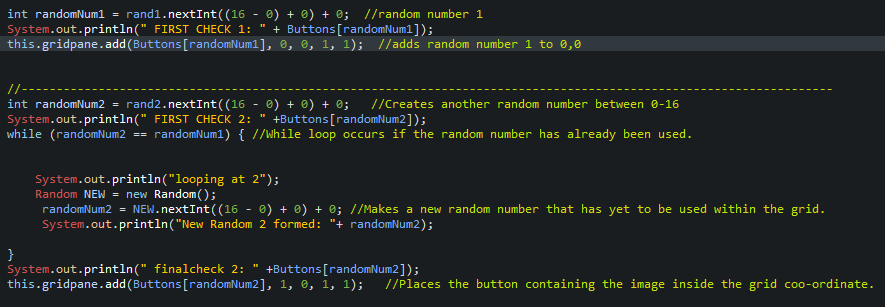 int randomNum1 = rand1.nextInt((16 - 0) + 0) + 0;  //random number 1
System.out.println(" FIRST CHECK 1: " + Buttons[randomNum1]);
this.gridpane.add(Buttons[randomNum1], 0, 0, 1, 1);  //adds random number 1 to 0,0
//--------------------------------------------------------------------------------------------------------------------
int randomNum2 = rand2.nextInt((16 - 0) + 0) + 0;   //Creates another random number between 0-16
System.out.println(" FIRST CHECK 2: " +Buttons[randomNum2]);
while (randomNum2 == randomNum1) { //While loop occurs if the random number has already been used.
    System.out.println("looping at 2");
    Random NEW = new Random();
     randomNum2 = NEW.nextInt((16 - 0) + 0) + 0; //Makes a new random number that has yet to be used within the grid.
     System.out.println("New Random 2 formed: "+ randomNum2);
}
System.out.println(" finalcheck 2: " +Buttons[randomNum2]);
this.gridpane.add(Buttons[randomNum2], 1, 0, 1, 1);   //Places the button containing the image inside the grid coo-ordinate.